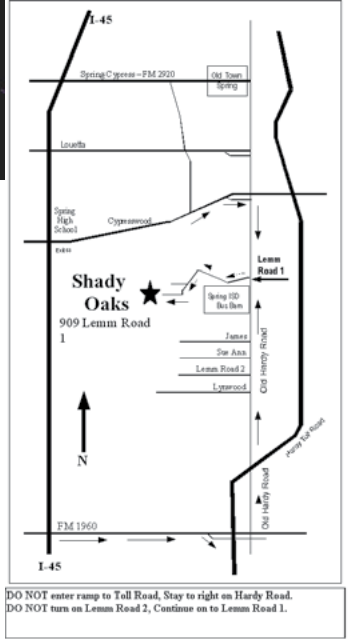 I-45
Spring-Cypress-FM 2920
Old Town
Spring
Louetta
Spring
High
School
Cypresswood
Lemm
Road 1
Shady
Oaks
909 Lemm Road
1
Spring ISD
Bus Barn
James
Sue Ann
Lemm Road 2
Lynwood
Old Hardy Road
Hardy Toll Road
N
Old Hardy Road
FM 1960
I-45
DO NOT enter ramp to Toll Road, Stay to right on Hardy Road.
DO NOT turn on Lemm Road 2, Continue on to Lemm Road 1.